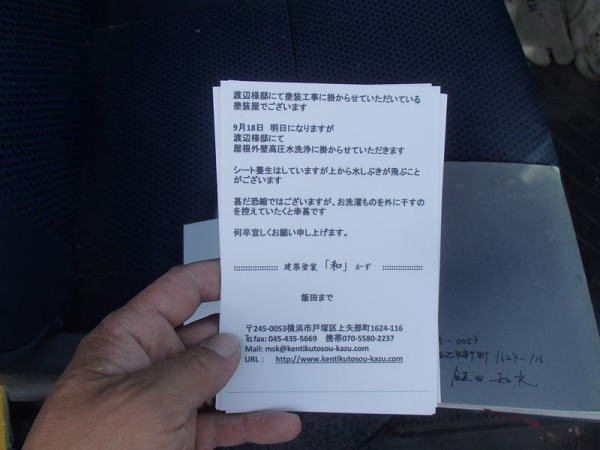 渡辺様邸にて塗装工事に掛からせていただいている
塗装屋でございます
9月18日 明日になりますが
渡辺様邸にて
屋根外壁高圧水洗浄に掛からせていただきます
シート養生はしていますが上から水しぶきが飛ぶこと
がございます
甚だ恐縮ではございますが、お洗濯ものを外に干すの
を控えていたくと幸甚です
何卒宜しくお願い申し上げます。
::::::::::::::::::: 建築塗装 「和」 かず :::::::::::::::::
飯田まで
〒245-0053横浜市戸塚区上矢部町1624-116
℡fax: 045-435-5669 携帯070-5580-2237
Mail: msk@kentikutosou-kazu.com
URL： http://www.kentikutosou-kazu.com
5-0053
町 1624-116
飯田